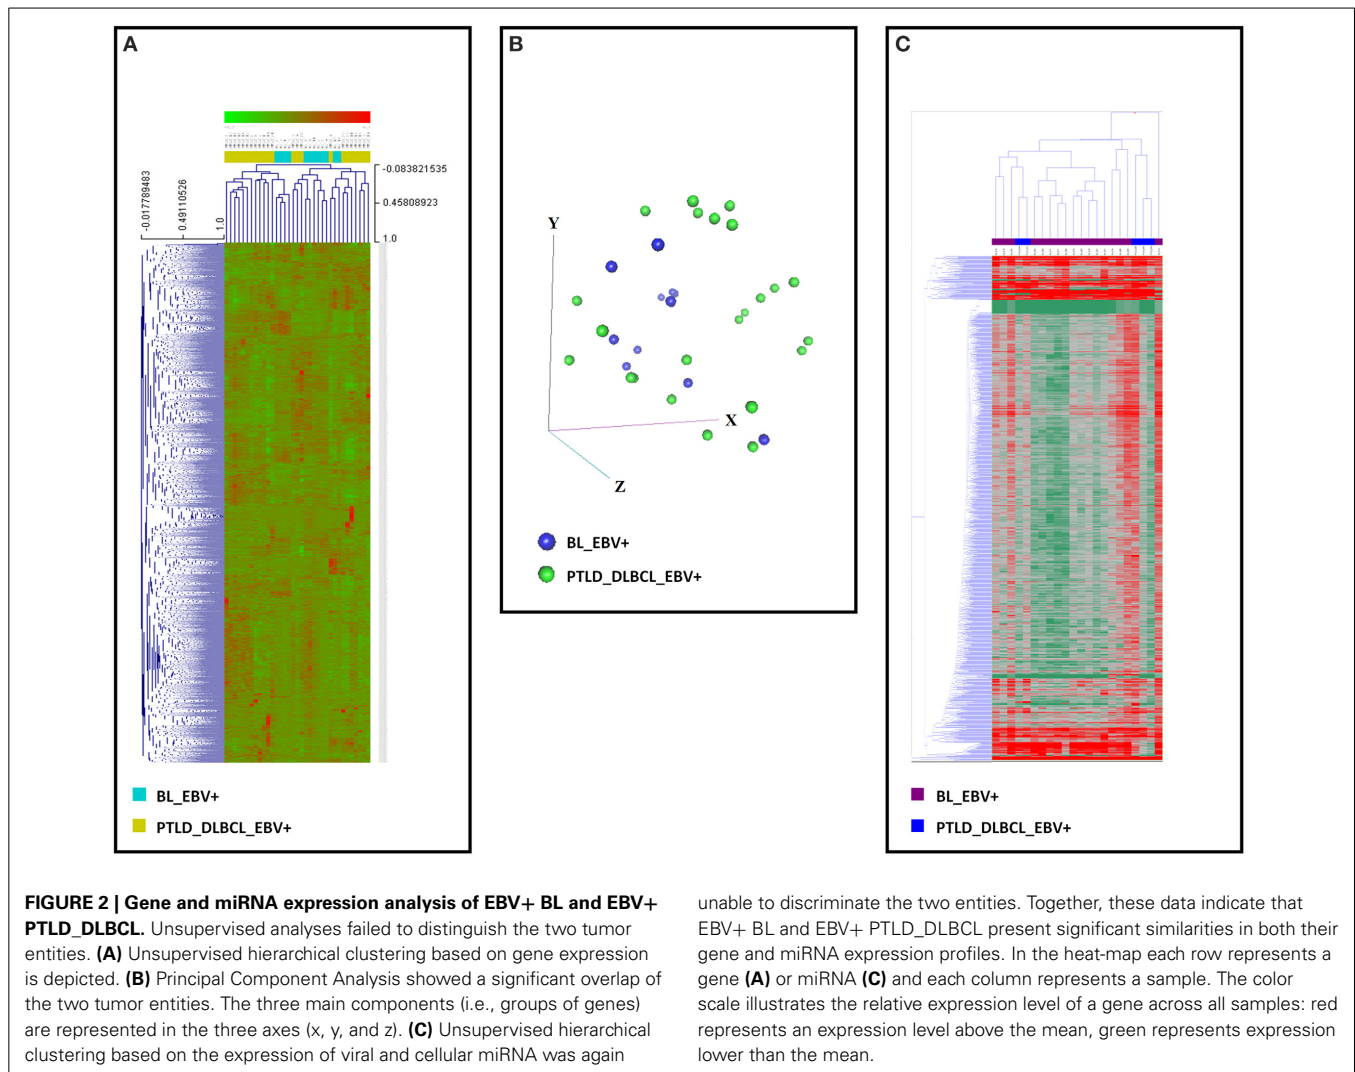 A
-0.083821535
0.45808923
1.0
-0.017789483
0.49110526
1.0
BL_EBV+
PTLD_DLBCL_EBV+
B
Y
X
Z
BL_EBV+
PTLD_DLBCL_EBV+
C
BL_EBV+
PTLD_DLBCL_EBV+
FIGURE 2 | Gene and miRNA expression analysis of EBV+ BL and EBV+
PTLD_DLBCL. Unsupervised analyses failed to distinguish the two tumor
entities. (A) Unsupervised hierarchical clustering based on gene expression
is depicted. (B) Principal Component Analysis showed a significant overlap of
the two tumor entities. The three main components (i.e., groups of genes)
are represented in the three axes (x, y, and z). (C) Unsupervised hierarchical
clustering based on the expression of viral and cellular miRNA was again
unable to discriminate the two entities. Together, these data indicate that
EBV+ BL and EBV+ PTLD_DLBCL present significant similarities in both their
gene and miRNA expression profiles. In the heat-map each row represents a
gene (A) or miRNA (C) and each column represents a sample. The color
scale illustrates the relative expression level of a gene across all samples: red
represents an expression level above the mean, green represents expression
lower than the mean.